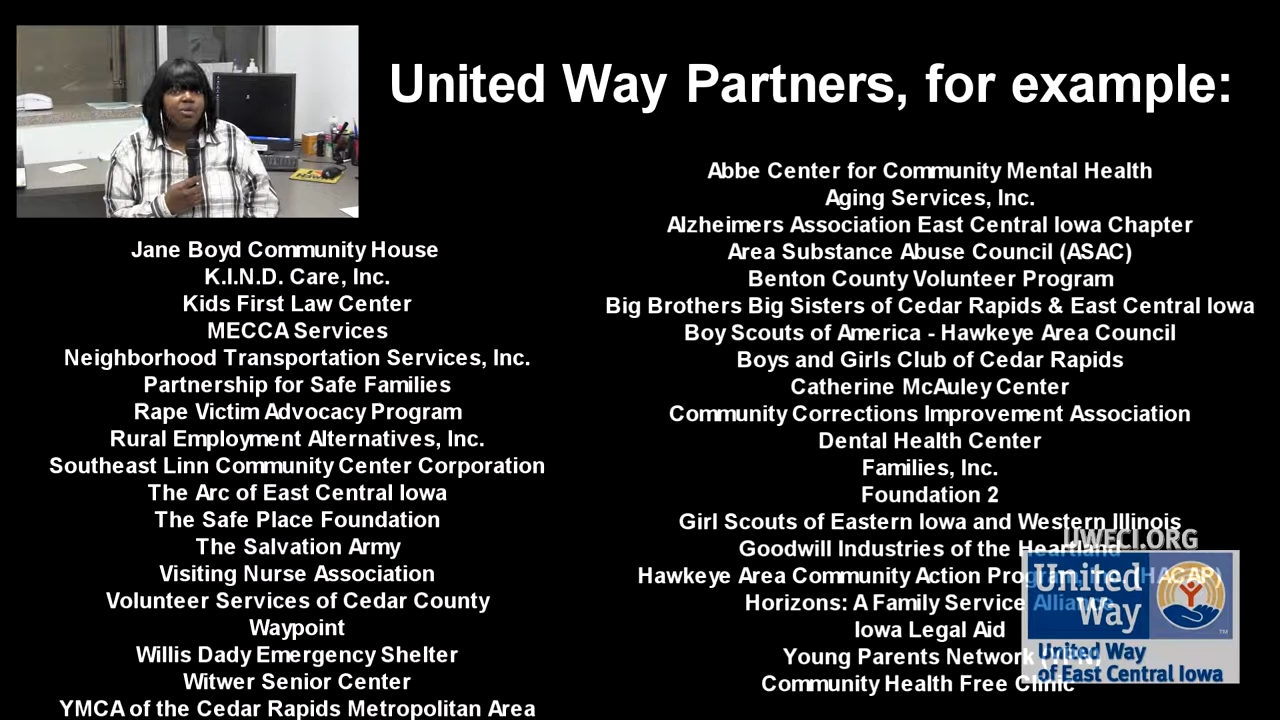 United Way Partners, for example:
Jane Boyd Community House
K.I.N.D. Care, Inc.
Kids First Law Center
MECCA Services
Neighborhood Transportation Services, Inc.
Partnership for Safe Families
Rape Victim Advocacy Program
Rural Employment Alternatives, Inc.
Southeast Linn Community Center Corporation
The Arc of East Central Iowa
The Safe Place Foundation
The Salvation Army
Visiting Nurse Association
Volunteer Services of Cedar County
Waypoint
Willis Dady Emergency Shelter
Witwer Senior Center
YMCA of the Cedar Rapids Metropolitan Area
Abbe Center for Community Mental Health
Aging Services, Inc.
Alzheimers Association East Central Iowa Chapter
Area Substance Abuse Council (ASAC)
Benton County Volunteer Program
Big Brothers Big Sisters of Cedar Rapids & East Central Iowa
Boy Scouts of America - Hawkeye Area Council
Boys and Girls Club of Cedar Rapids
Catherine McAuley Center
Community Corrections Improvement Association
Dental Health Center
Families, Inc.
Foundation 2
Girl Scouts of Eastern Iowa and Western Illinois
Goodwill Industries of the Heartland
Hawkeye Area Community Action Program, Inc. (HACAP)
Horizons: A Family Service Alliance
Iowa Legal Aid
Young Parents Network (YPN)
Community Health Free Clinic
UWECI.ORG
United
Way
TM
United Way
of East Central Iowa